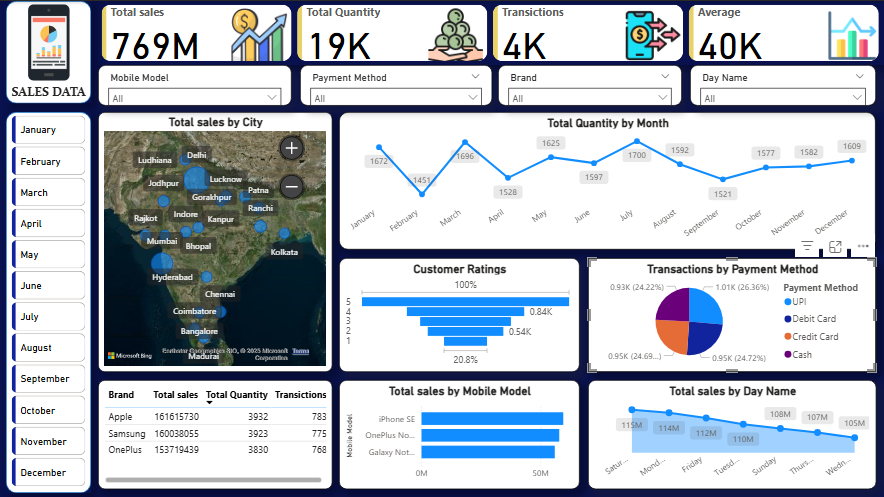 Total sales
769M
Total Quantity
19K
Transictions
4K
Average
40K
SALES DATA
Mobile Model
All
Payment Method
All
Brand
All
Day Name
All
January
February
March
April
May
June
July
August
September
October
November
December
Total sales by City
Ludhiana
Delhi
Jodhpur
Lucknow
Gorakhpur
Patna
Ranchi
Rajkot
Indore
Kanpur
Mumbai
Bhopal
Kolkata
Hyderabad
Chennai
Coimbatore
Bangalore
Madurai
Microsoft Bing
Earthstar Geographics SIO, © 2025 Microsoft Corporation Terms
Total Quantity by Month
1672
1451
1696
1528
1625
1597
1700
1592
1521
1577
1582
1609
January
February
March
April
May
June
July
August
September
October
November
December
Customer Ratings
100%
5
4
0.84K
3
2
0.54K
1
20.8%
Transactions by Payment Method
0.93K (24.22%)
1.01K (26.36%)
0.95K (24.69...)
0.95K (24.72%)
Payment Method
UPI
Debit Card
Credit Card
Cash
Brand Total sales Total Quantity Transictions
Apple 161615730 3932 783
Samsung 160038055 3923 775
OnePlus 153719439 3830 768
Total sales by Mobile Model
Mobile Model
iPhone SE
OnePlus No...
Galaxy Not...
0M
50M
Total sales by Day Name
115M
114M
112M
110M
108M
107M
105M
Satur...
Mond...
Friday
Tuesd...
Sunday
Thurs...
Wedn...